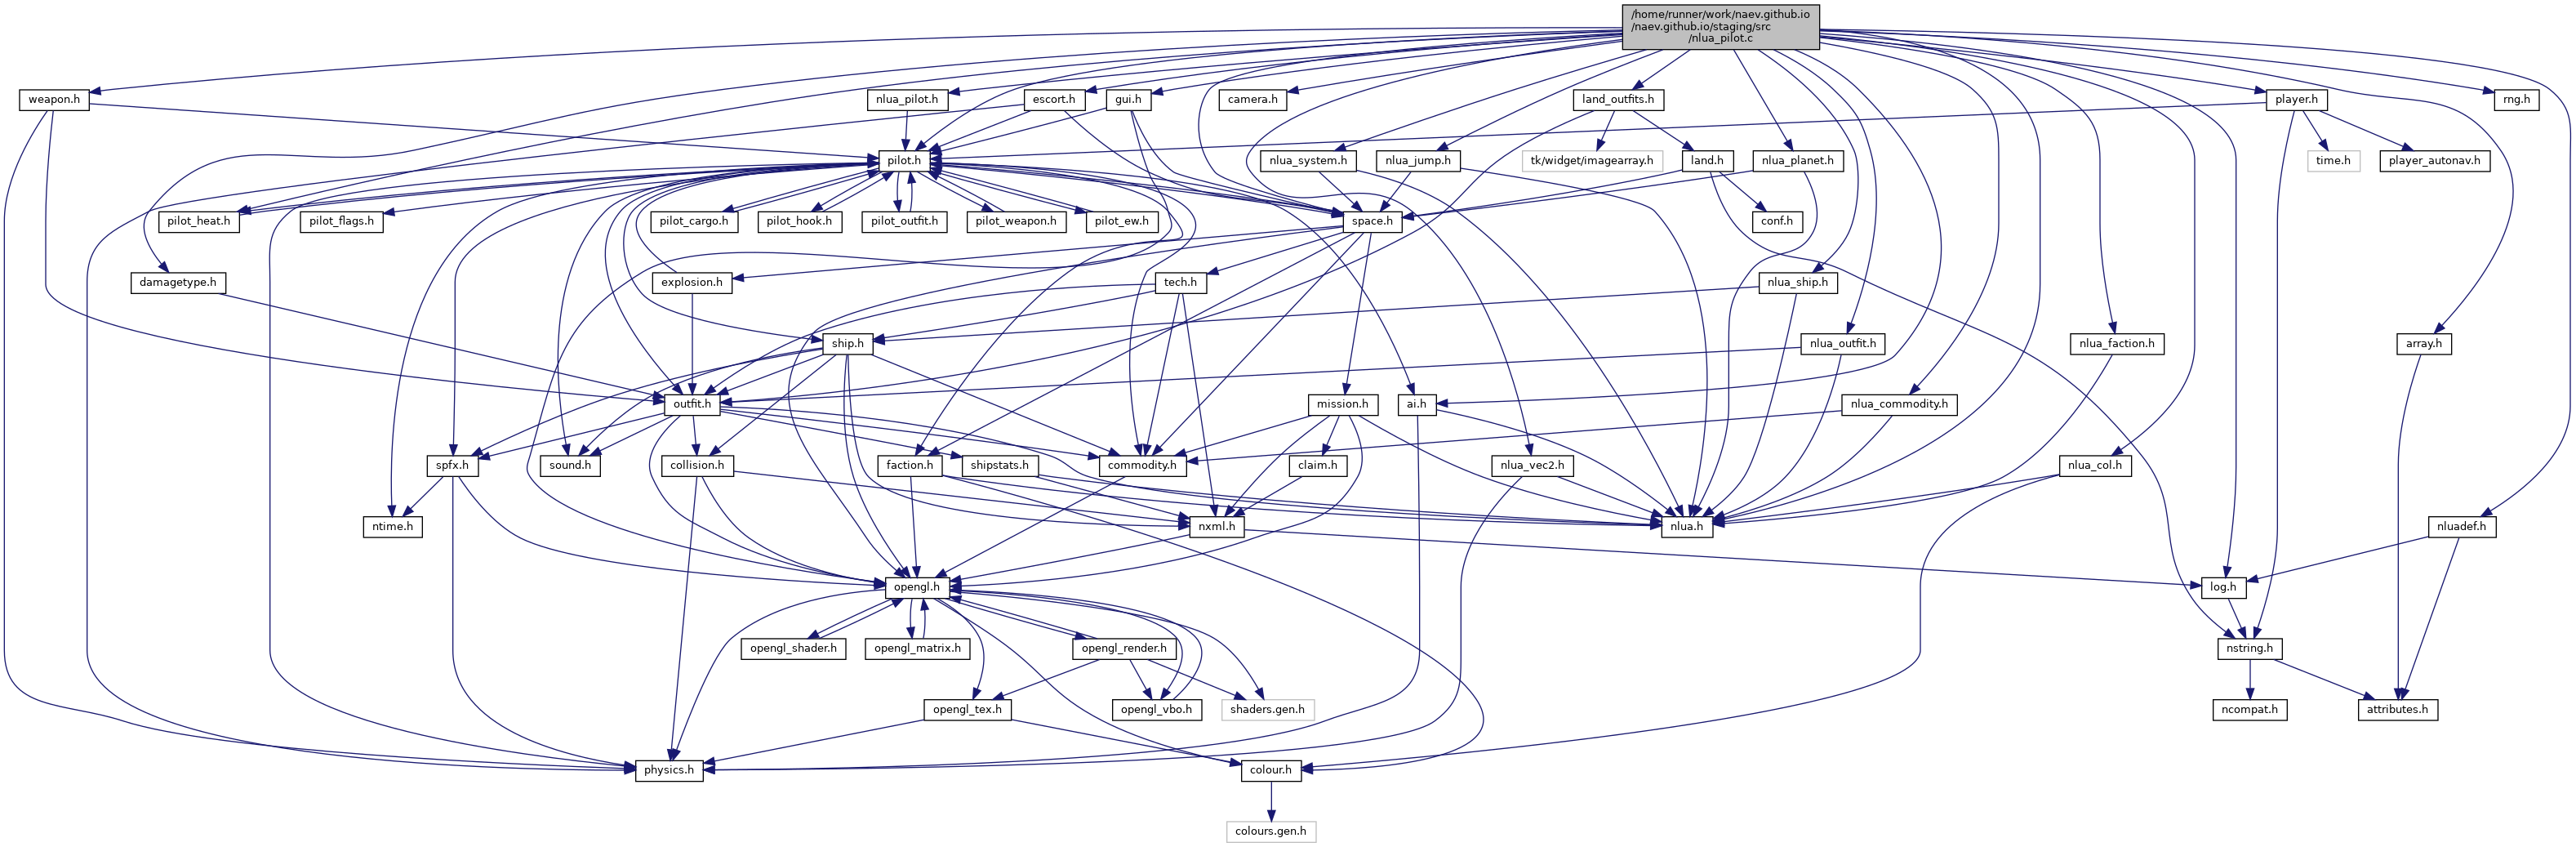 /home/runner/work/naev.github.io
/naev.github.io/staging/src
/nlua_pilot.c
weapon.h
nlua_pilot.h
escort.h
gui.h
camera.h
land_outfits.h
player.h
rng.h
pilot.h
nlua_system.h
nlua_jump.h
tk/widget/imagearray.h
land.h
nlua_planet.h
time.h
player_autonav.h
pilot_heat.h
pilot_flags.h
pilot_cargo.h
pilot_hook.h
pilot_outfit.h
pilot_weapon.h
pilot_ew.h
space.h
conf.h
damagetype.h
explosion.h
tech.h
nlua_ship.h
ship.h
nlua_outfit.h
nlua_faction.h
array.h
outfit.h
mission.h
ai.h
nlua_commodity.h
spfx.h
sound.h
collision.h
faction.h
shipstats.h
commodity.h
claim.h
nlua_vec2.h
nlua_col.h
ntime.h
nxml.h
nlua.h
nluadef.h
opengl.h
log.h
opengl_shader.h
opengl_matrix.h
opengl_render.h
nstring.h
opengl_tex.h
opengl_vbo.h
shaders.gen.h
ncompat.h
attributes.h
physics.h
colour.h
colours.gen.h